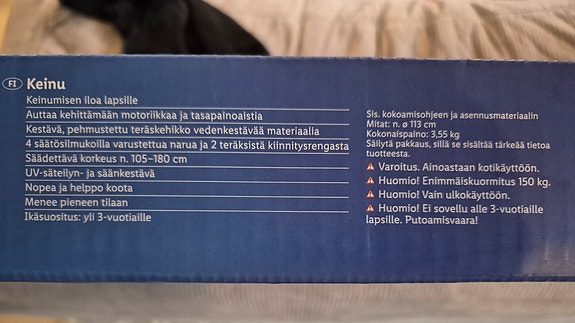 FI Keinu
Keinumisen iloa lapsille
Auttaa kehittämään motoriikkaa ja tasapainoaistia
Kestävä, pehmustettu teräskehikko vedenkestävää materiaalia
4 säätösilmukoilla varustettua narua ja 2 teräksistä kiinnitysrengasta
Säädettävä korkeus n. 105–180 cm
UV-säteilyn- ja säänkestävä
Nopea ja helppo koota
Menee pieneen tilaan
Ikäsuositus: yli 3-vuotiaille
Sis. kokoamisohjeen ja asennusmateriaalin
Mitat: n. ø 113 cm
Kokonaispaino: 3,55 kg
Säilytä pakkaus, sillä se sisältää tärkeää tietoa
tuotteesta.
Varoitus. Ainoastaan kotikäyttöön.
Huomio! Enimmäiskuormitus 150 kg.
Huomio! Vain ulkokäyttöön.
Huomio! Ei sovellu alle 3-vuotiaille
lapsille. Putoamisvaara!